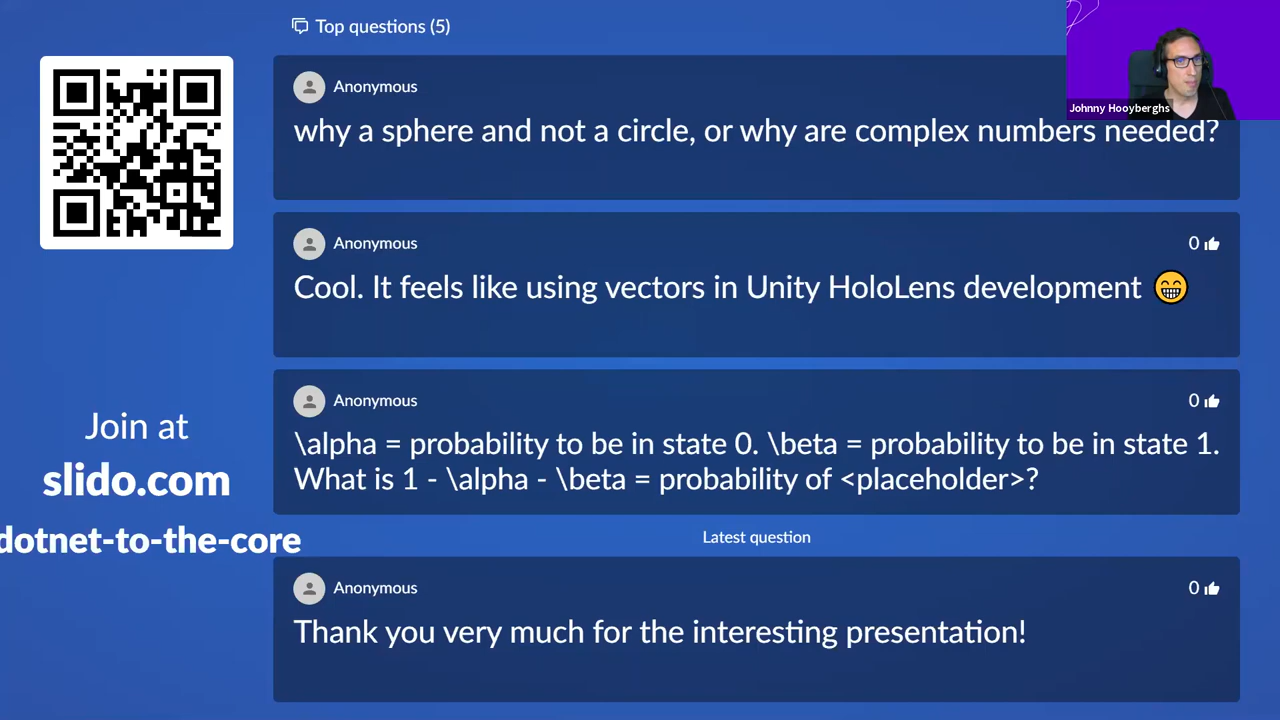 Top questions (5)
Johnny Hooyberghs
Anonymous
why a sphere and not a circle, or why are complex numbers needed?
Anonymous
0
Cool. It feels like using vectors in Unity HoloLens development 😁
Anonymous
0
\alpha = probability to be in state 0. \beta = probability to be in state 1.
What is 1 - \alpha - \beta = probability of <placeholder>?
Join at
slido.com
dotnet-to-the-core
Latest question
Anonymous
0
Thank you very much for the interesting presentation!